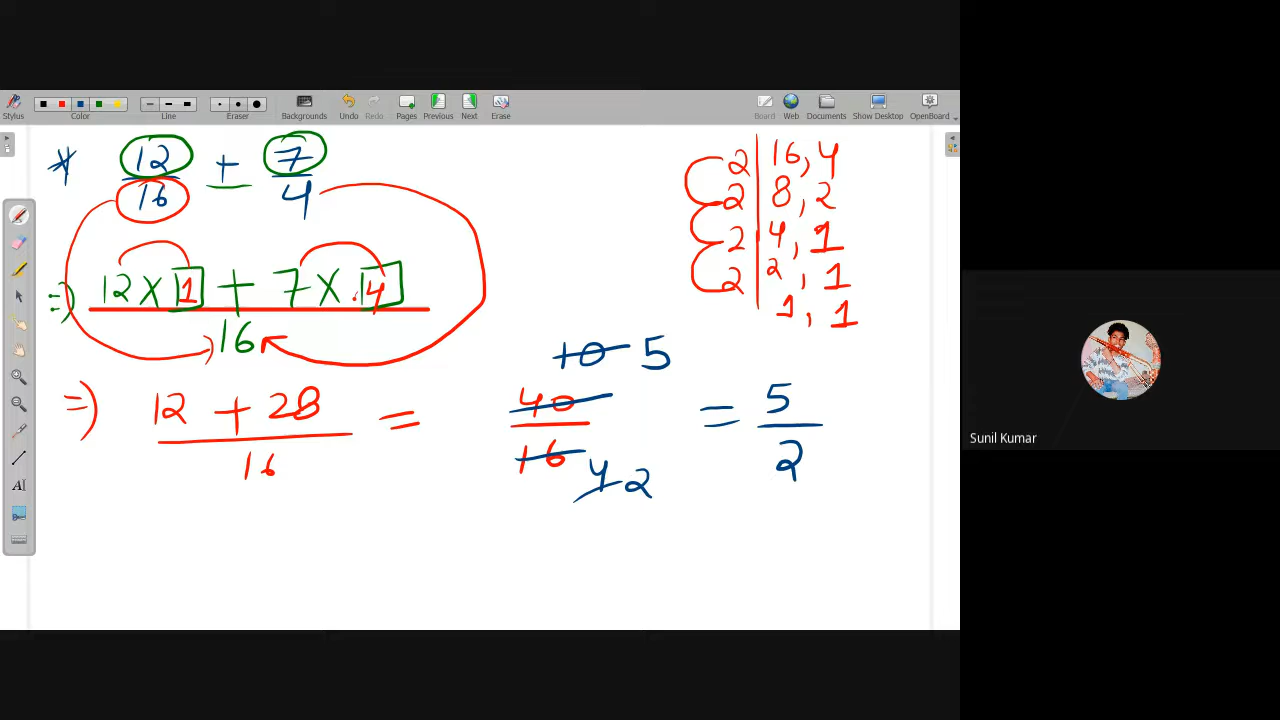 Stylus Color Line Eraser Backgrounds Undo Redo Pages Previous Next Erase Board Web Documents Show Desktop OpenBoard
* 12/16 + 7/4
=> 12 × 1 + 7 × .4
16
=> 12 + 28 / 16 = 40/16 = 5/2
10 5
4 2
2 | 16, 4
2 | 8, 2
2 | 4, 1
2 | 2, 1
1, 1
AI
Sunil Kumar